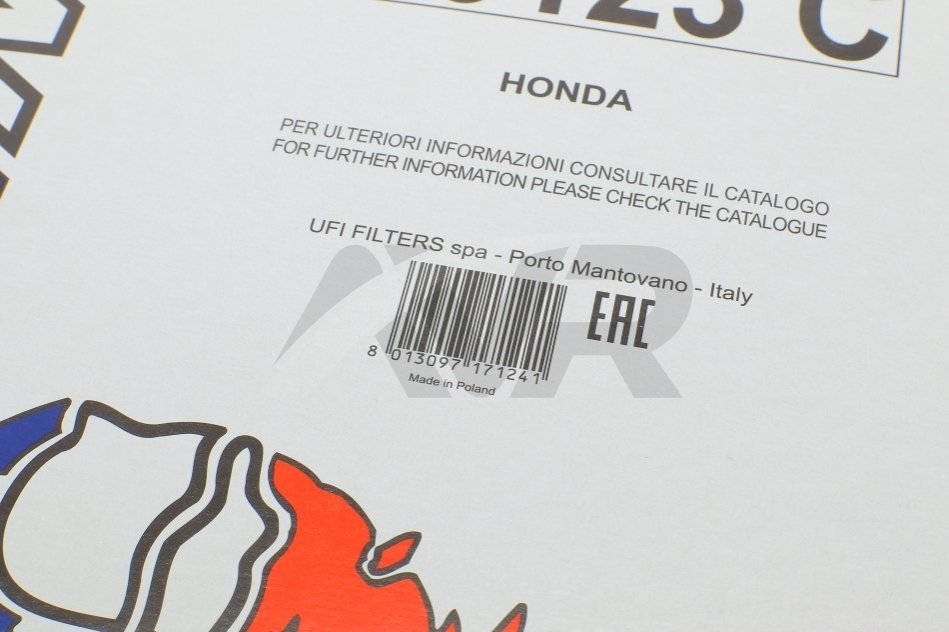 123 C
HONDA
PER ULTERIORI INFORMAZIONI CONSULTARE IL CATALOGO
FOR FURTHER INFORMATION PLEASE CHECK THE CATALOGUE
UFI FILTERS spa - Porto Mantovano - Italy
EAC
8 013097 171241
Made in Poland